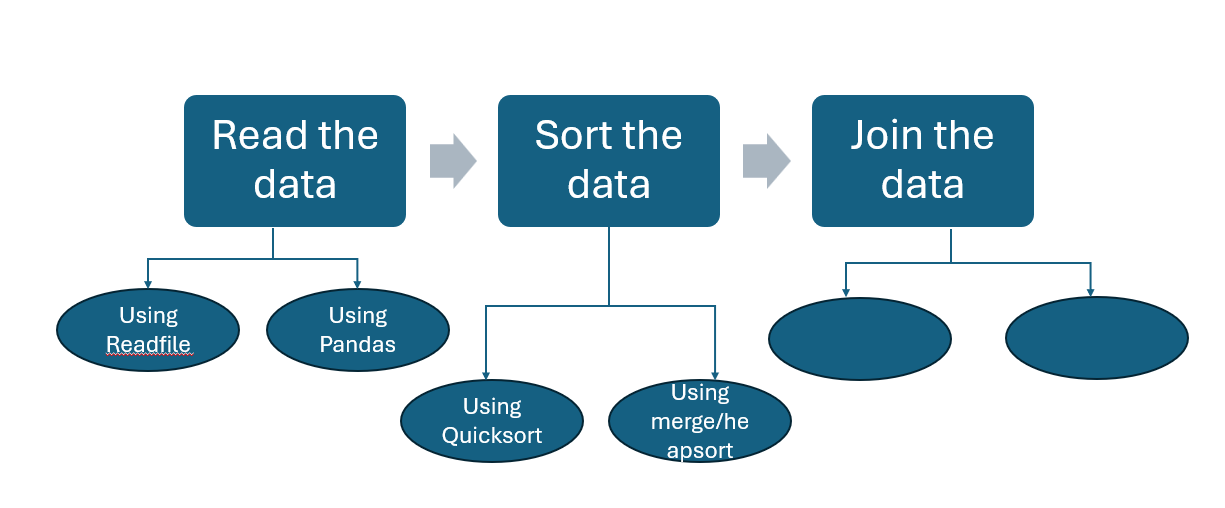 Read the
data
Sort the
data
Join the
data
Using
Readfile
Using
Pandas
Using
Quicksort
Using
merge/he
apsort